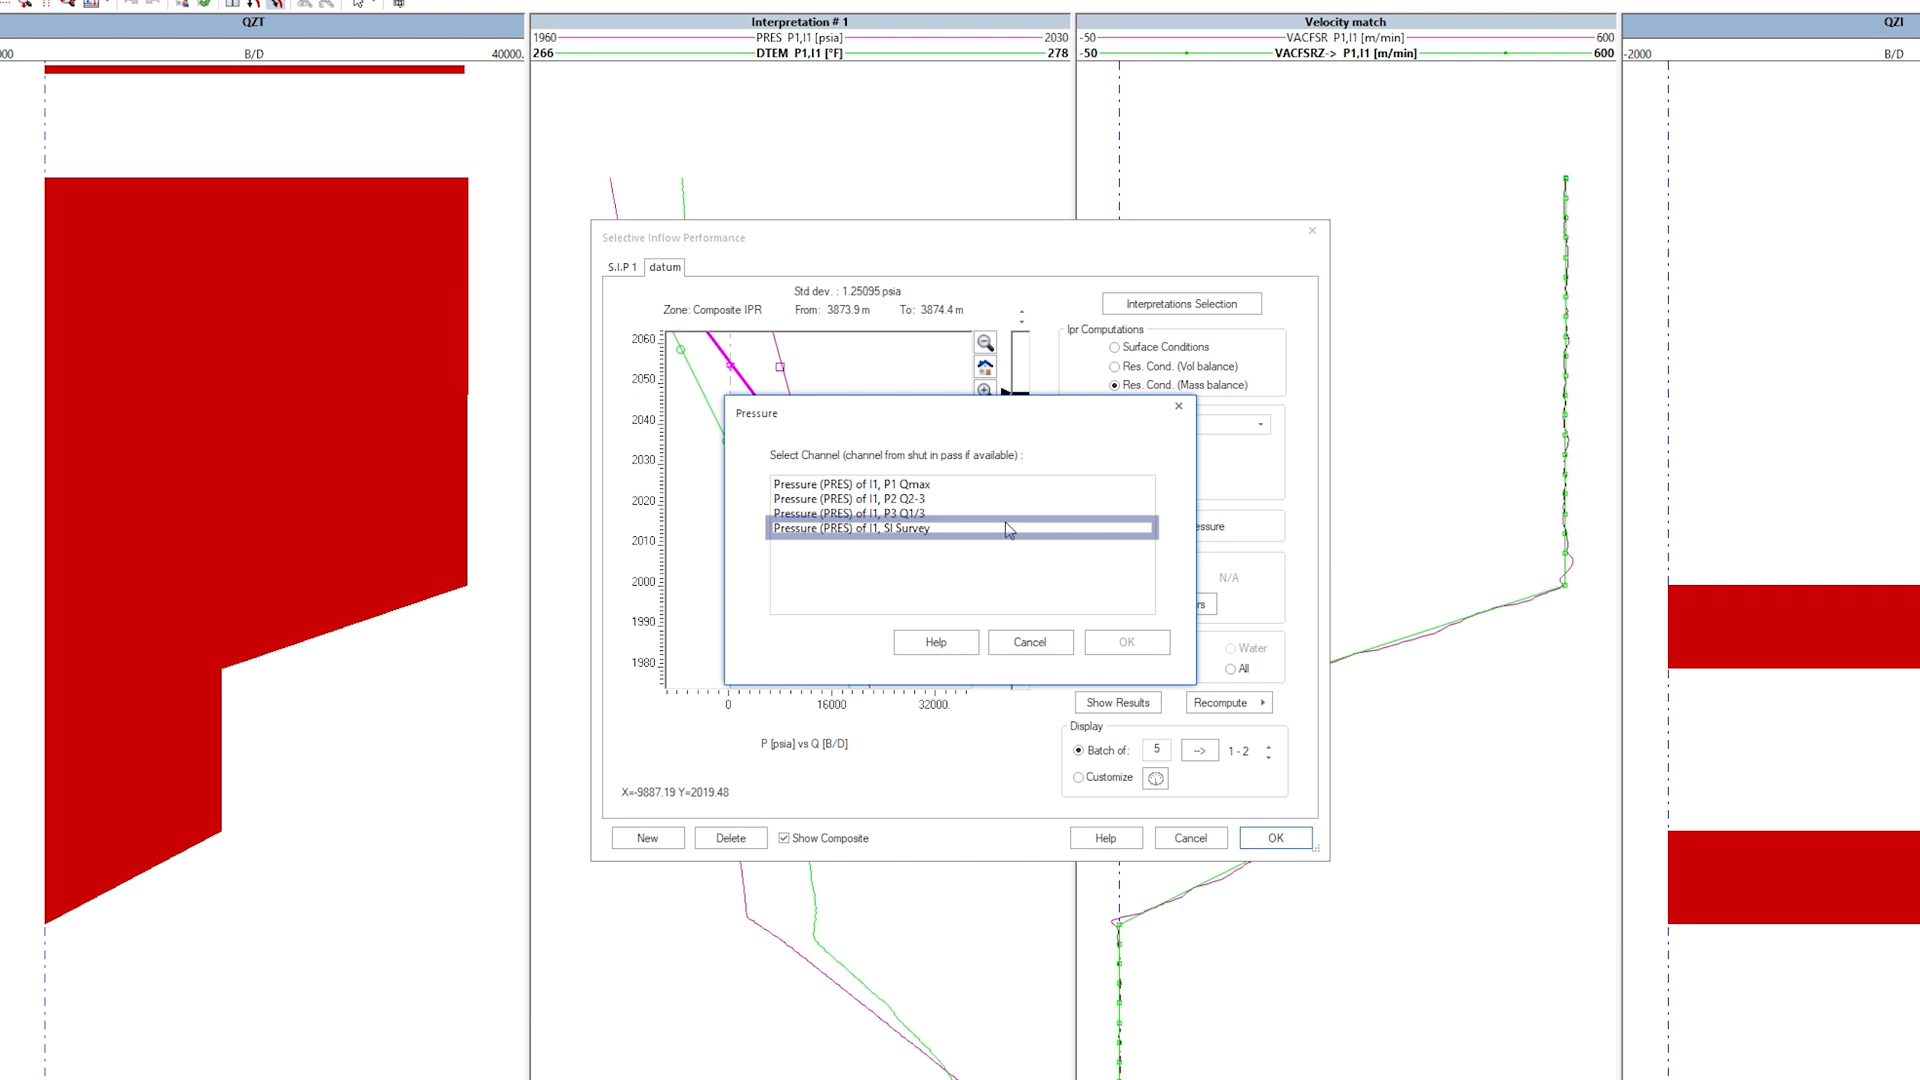 QZT
000
B/D
40000.
Interpretation # 1
1960 PRES P1,I1 [psia] 2030
266 DTEM P1,I1 [°F] 278
Velocity match
-50 VACFSR P1,I1 [m/min] 600
-50 VACFSRZ-> P1,I1 [m/min] 600
QZI
-2000 B/D
Selective Inflow Performance
S.I.P 1 datum
Std dev. : 1.25095 psia
Zone: Composite IPR From: 3873.9 m To: 3874.4 m
Interpretations Selection
Ipr Computations
Surface Conditions
Res. Cond. (Vol balance)
Res. Cond. (Mass balance)
2060
2050
2040
2030
2020
2010
2000
1990
1980
0 16000 32000.
P [psia] vs Q [B/D]
X=-9887.19 Y=2019.48
Pressure
Select Channel (channel from shut in pass if available) :
Pressure (PRES) of I1, P1 Qmax
Pressure (PRES) of I1, P2 Q2-3
Pressure (PRES) of I1, P3 Q1/3
Pressure (PRES) of I1, SI Survey
Help Cancel OK
essure
N/A
rs
Water
All
Show Results Recompute
Display
Batch of: 5 --> 1 - 2
Customize
New Delete Show Composite Help Cancel OK